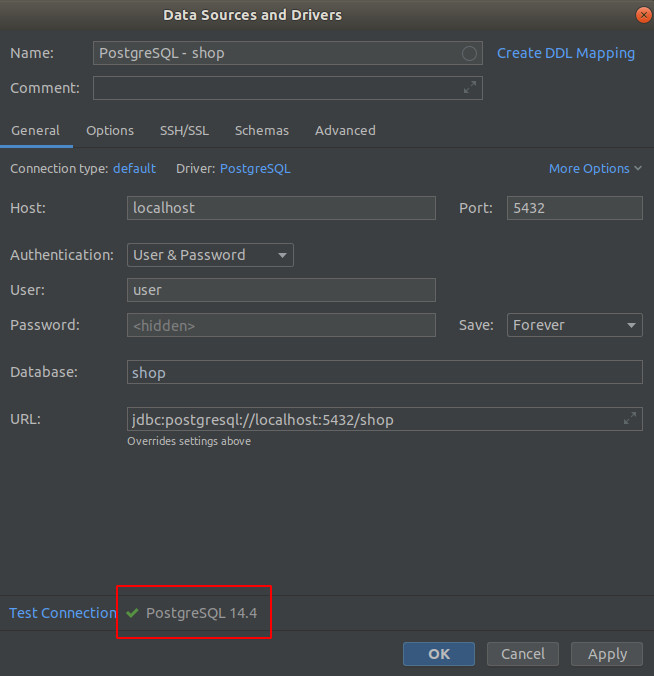 Data Sources and Drivers
Name: PostgreSQL - shop Create DDL Mapping
Comment:
General Options SSH/SSL Schemas Advanced
Connection type: default Driver: PostgreSQL More Options
Host: localhost Port: 5432
Authentication: User & Password
User: user
Password: <hidden> Save: Forever
Database: shop
URL: jdbc:postgresql://localhost:5432/shop
Overrides settings above
Test Connection PostgreSQL 14.4
OK Cancel Apply